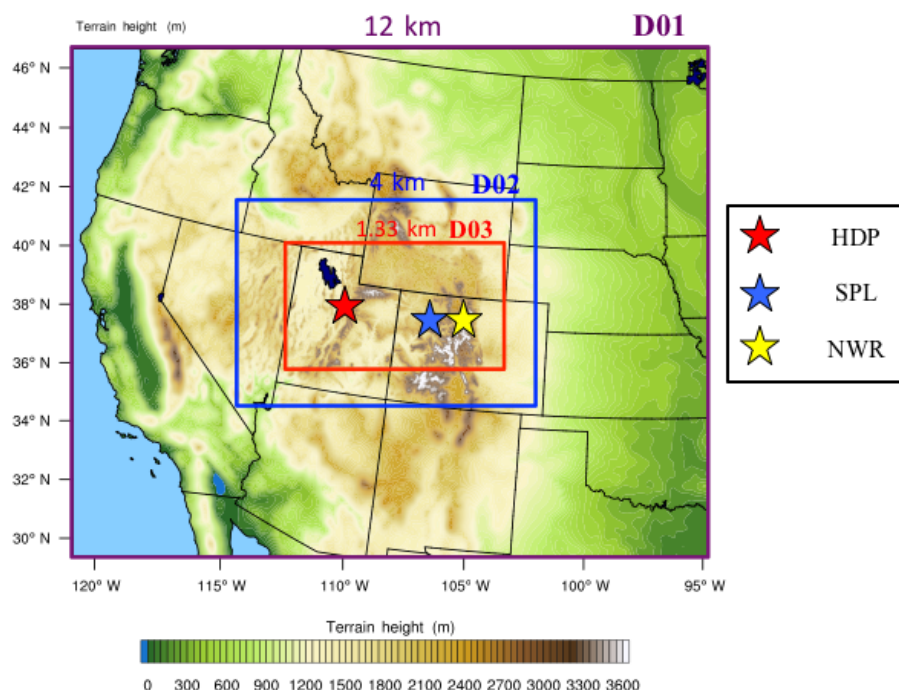 Terrain height (m) 12 km D01
46° N
44° N
42° N
40° N
38° N
36° N
34° N
32° N
30° N
4 km D02
1.33 km D03
HDP
SPL
NWR
120° W 115° W 110° W 105° W 100° W 95° W
Terrain height (m)
0 300 600 900 1200 1500 1800 2100 2400 2700 3000 3300 3600